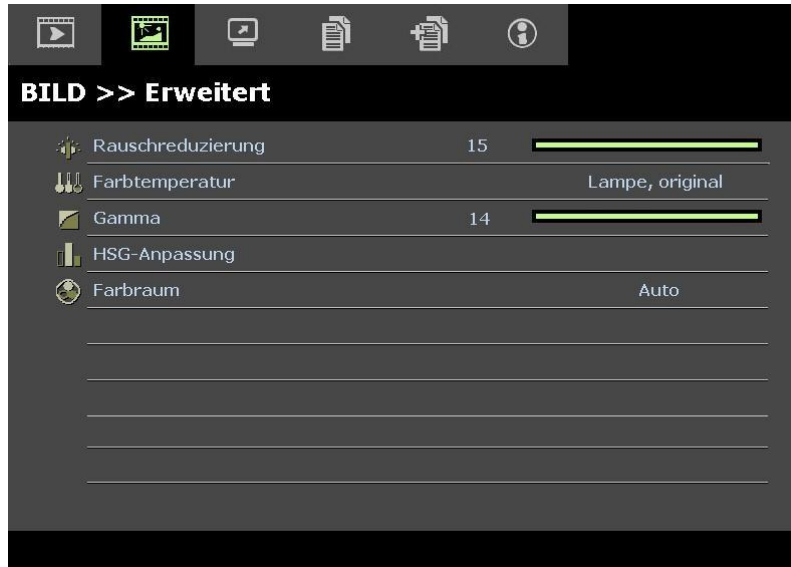 BILD >> Erweitert
Rauschreduzierung 15
Farbtemperatur Lampe, original
Gamma 14
HSG-Anpassung
Farbraum Auto